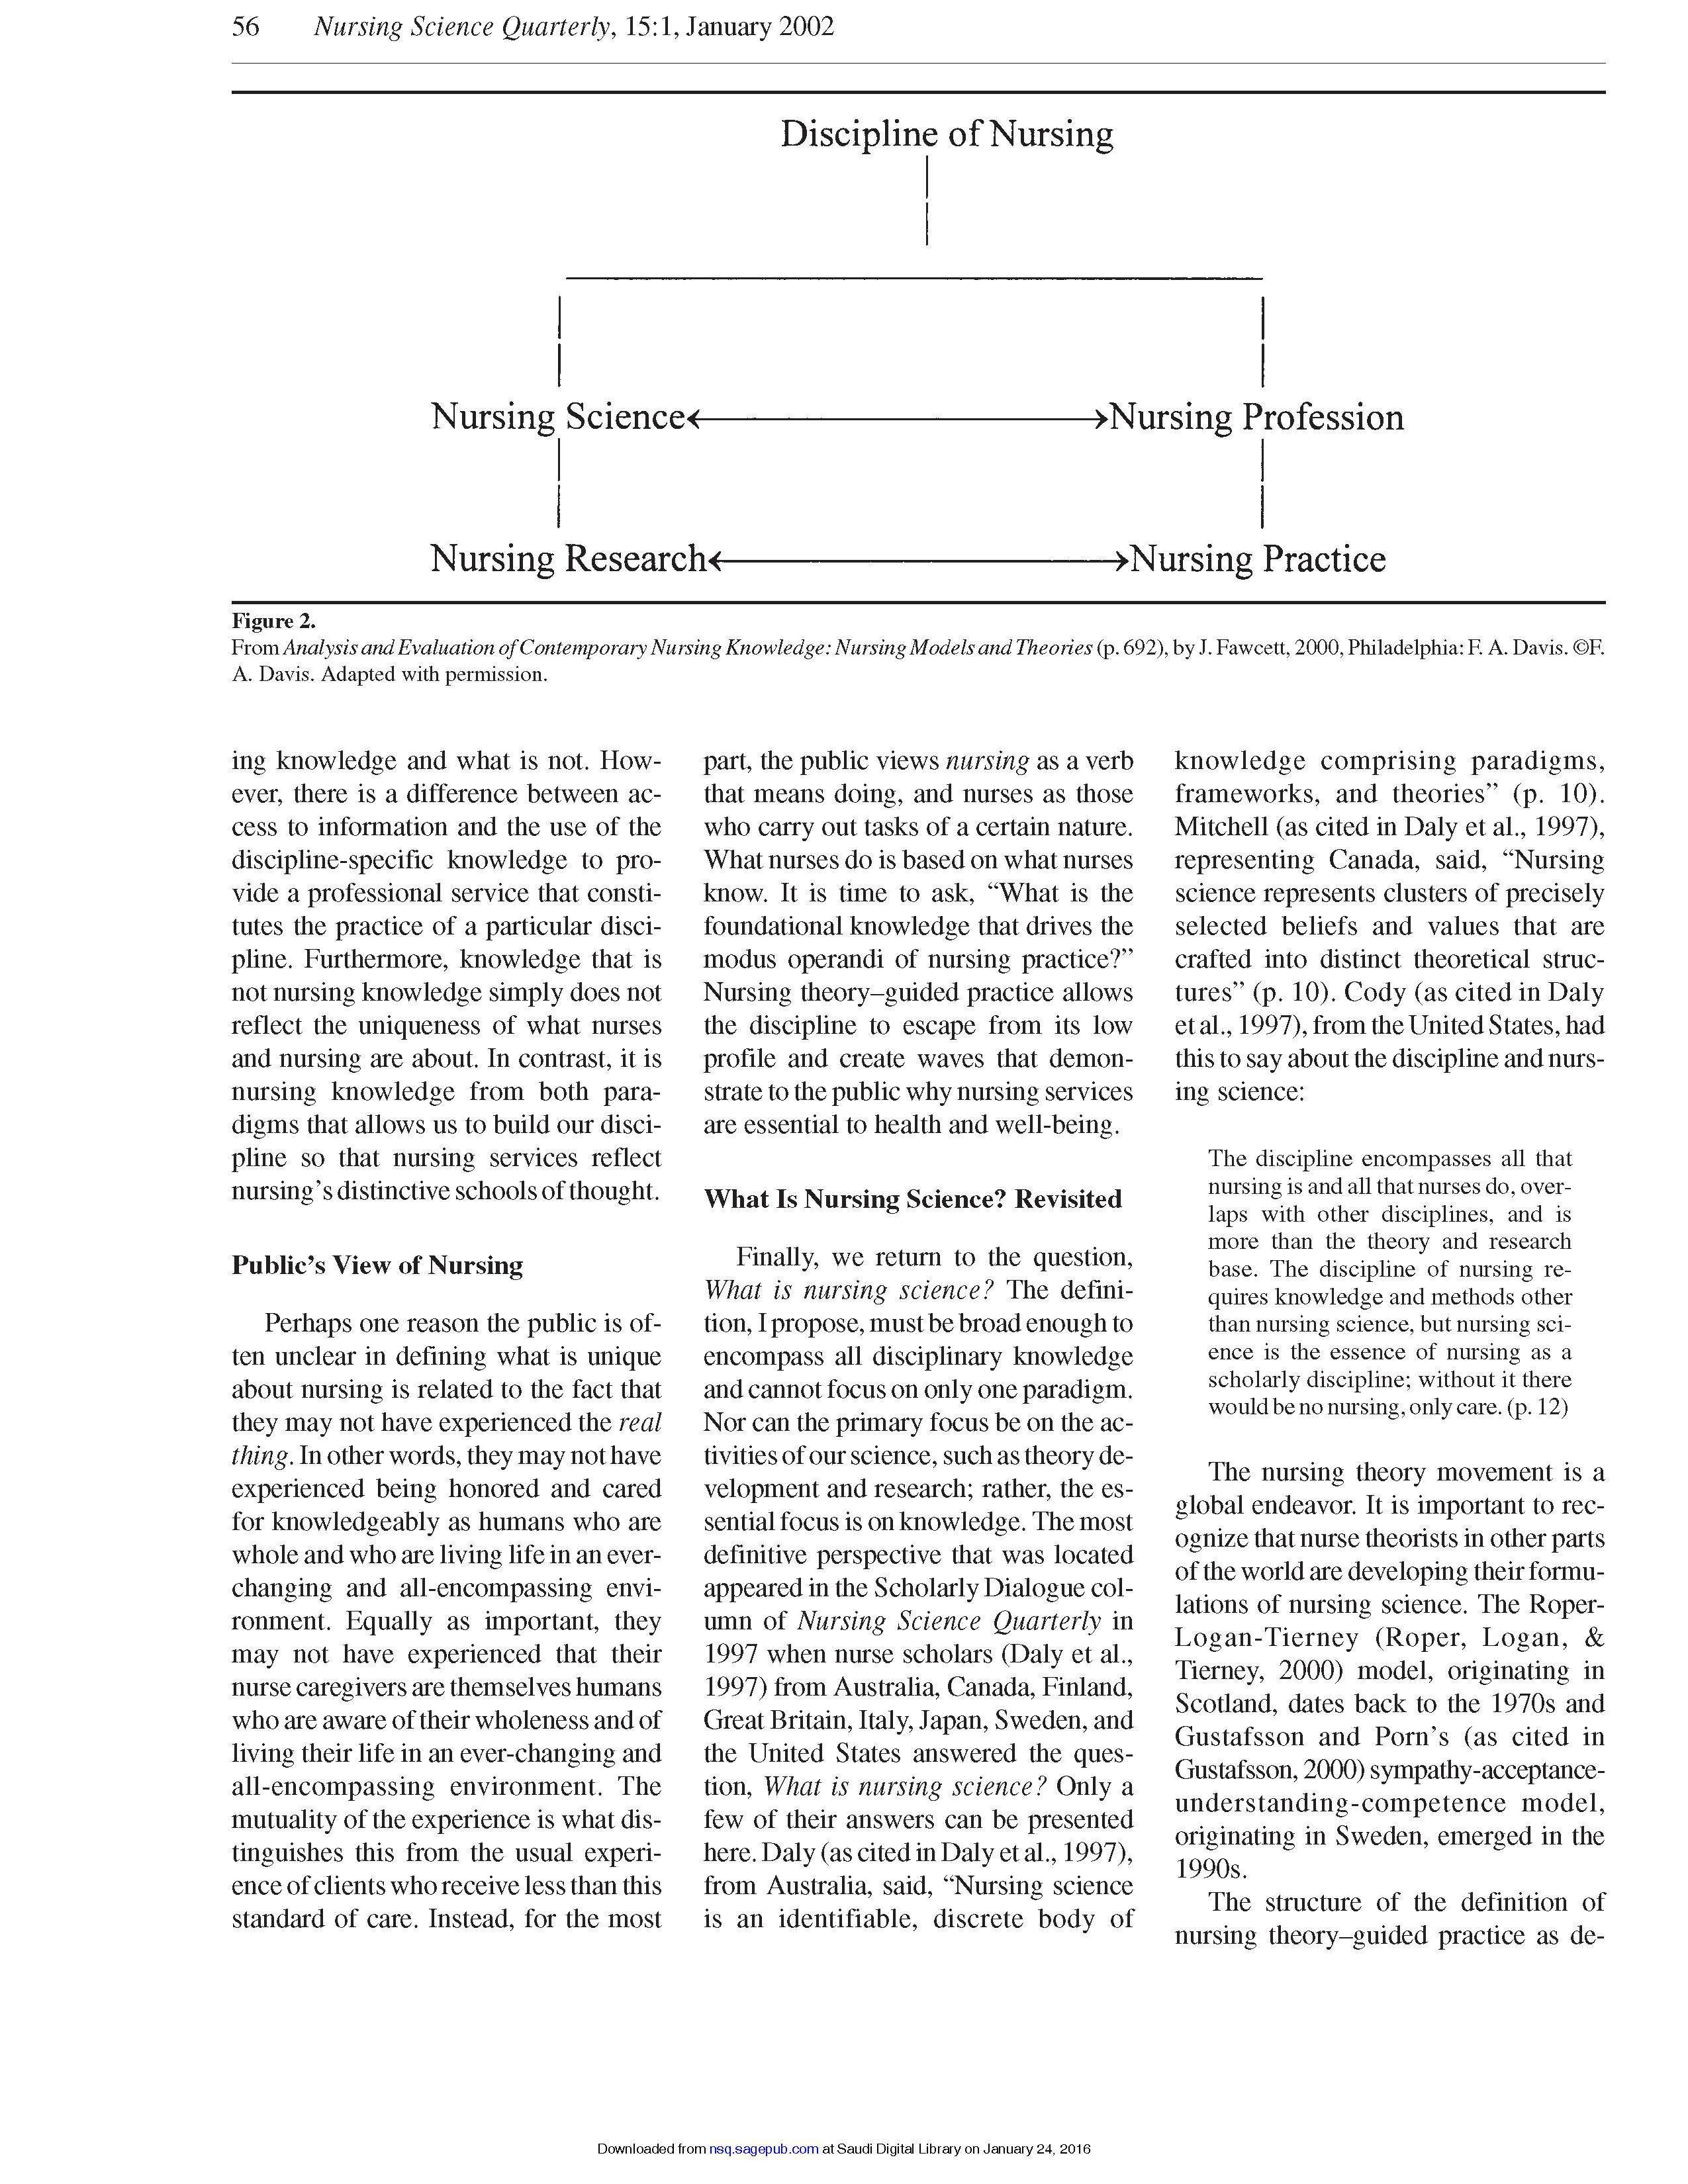 56 Nursing Science Quarterly, 15:1, January 2002
Discipline of Nursing
Nursing Science Nursing Profession
Nursing Research Nursing Practice
Figure 2.
From Analysis and Evaluation of Contemporary Nursing Knowledge: Nursing Models and Theories (p. 692), by J. Fawcett, 2000, Philadelphia: F. A. Davis. ©F.
A. Davis. Adapted with permission.
ing knowledge and what is not. How-
ever, there is a difference between ac-
cess to information and the use of the
discipline-specific knowledge to pro-
vide a professional service that consti-
tutes the practice of a particular disci-
pline. Furthermore, knowledge that is
not nursing knowledge simply does not
reflect the uniqueness of what nurses
and nursing are about. In contrast, it is
nursing knowledge from both para-
digms that allows us to build our disci-
pline so that nursing services reflect
nursing's distinctive schools of thought.
Public's View of Nursing
Perhaps one reason the public is of-
ten unclear in defining what is unique
about nursing is related to the fact that
they may not have experienced the real
thing. In other words, they may not have
experienced being honored and cared
for knowledgeably as humans who are
whole and who are living life in an ever-
changing and all-encompassing envi-
ronment. Equally as important, they
may not have experienced that their
nurse caregivers are themselves humans
who are aware of their wholeness and of
living their life in an ever-changing and
all-encompassing environment. The
mutuality of the experience is what dis-
tinguishes this from the usual experi-
ence of clients who receive less than this
standard of care. Instead, for the most
part, the public views nursing as a verb
that means doing, and nurses as those
who carry out tasks of a certain nature.
What nurses do is based on what nurses
know. It is time to ask, “What is the
foundational knowledge that drives the
modus operandi of nursing practice?”
Nursing theory–guided practice allows
the discipline to escape from its low
profile and create waves that demon-
strate to the public why nursing services
are essential to health and well-being.
What Is Nursing Science? Revisited
Finally, we return to the question,
What is nursing science? The defini-
tion, I propose, must be broad enough to
encompass all disciplinary knowledge
and cannot focus on only one paradigm.
Nor can the primary focus be on the ac-
tivities of our science, such as theory de-
velopment and research; rather, the es-
sential focus is on knowledge. The most
definitive perspective that was located
appeared in the Scholarly Dialogue col-
umn of Nursing Science Quarterly in
1997 when nurse scholars (Daly et al.,
1997) from Australia, Canada, Finland,
Great Britain, Italy, Japan, Sweden, and
the United States answered the ques-
tion, What is nursing science? Only a
few of their answers can be presented
here. Daly (as cited in Daly et al., 1997),
from Australia, said, “Nursing science
is an identifiable, discrete body of
knowledge comprising paradigms,
frameworks, and theories” (p. 10).
Mitchell (as cited in Daly et al., 1997),
representing Canada, said, “Nursing
science represents clusters of precisely
selected beliefs and values that are
crafted into distinct theoretical struc-
tures” (p. 10). Cody (as cited in Daly
et al., 1997), from the United States, had
this to say about the discipline and nurs-
ing science:
The discipline encompasses all that
nursing is and all that nurses do, over-
laps with other disciplines, and is
more than the theory and research
base. The discipline of nursing re-
quires knowledge and methods other
than nursing science, but nursing sci-
ence is the essence of nursing as a
scholarly discipline; without it there
would be no nursing, only care. (p. 12)
The nursing theory movement is a
global endeavor. It is important to rec-
ognize that nurse theorists in other parts
of the world are developing their formu-
lations of nursing science. The Roper-
Logan-Tierney (Roper, Logan, &
Tierney, 2000) model, originating in
Scotland, dates back to the 1970s and
Gustafsson and Porn's (as cited in
Gustafsson, 2000) sympathy-acceptance-
understanding-competence model,
originating in Sweden, emerged in the
1990s.
The structure of the definition of
nursing theory–guided practice as de-
Downloaded from nsq.sagepub.com at Saudi Digital Library on January 24, 2016